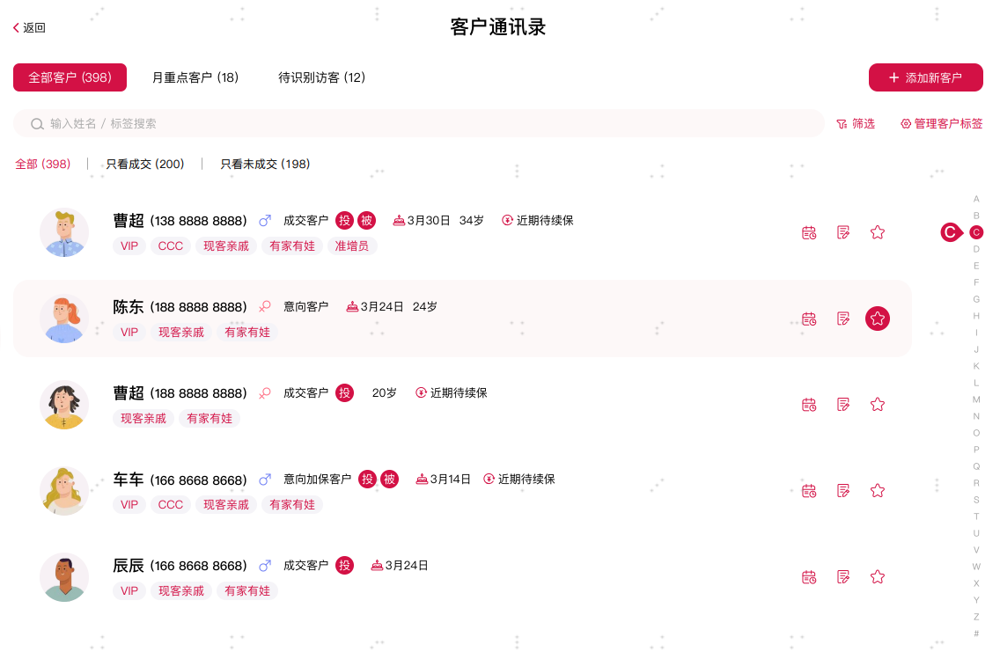 返回
客户通讯录
全部客户 (398)
月重点客户 (18)
待识别访客 (12)
添加新客户
输入姓名 / 标签搜索
筛选
管理客户标签
全部 (398)
只看成交 (200)
只看未成交 (198)
曹超 (138 8888 8888) 成交客户 投 被 3月30日 34岁 近期待续保
VIP CCC 现客亲戚 有家有娃 准增员
陈东 (188 8888 8888) 意向客户 3月24日 24岁
VIP 现客亲戚 有家有娃
曹超 (188 8888 8888) 成交客户 投 20岁 近期待续保
现客亲戚 有家有娃
车车 (166 8668 8668) 意向加保客户 投 被 3月14日 近期待续保
VIP CCC 现客亲戚 有家有娃
辰辰 (166 8668 8668) 成交客户 投 3月24日
VIP 现客亲戚 有家有娃
A
B
C C
D
E
F
G
H
I
J
K
L
M
N
O
P
Q
R
S
T
U
V
W
X
Y
Z
#